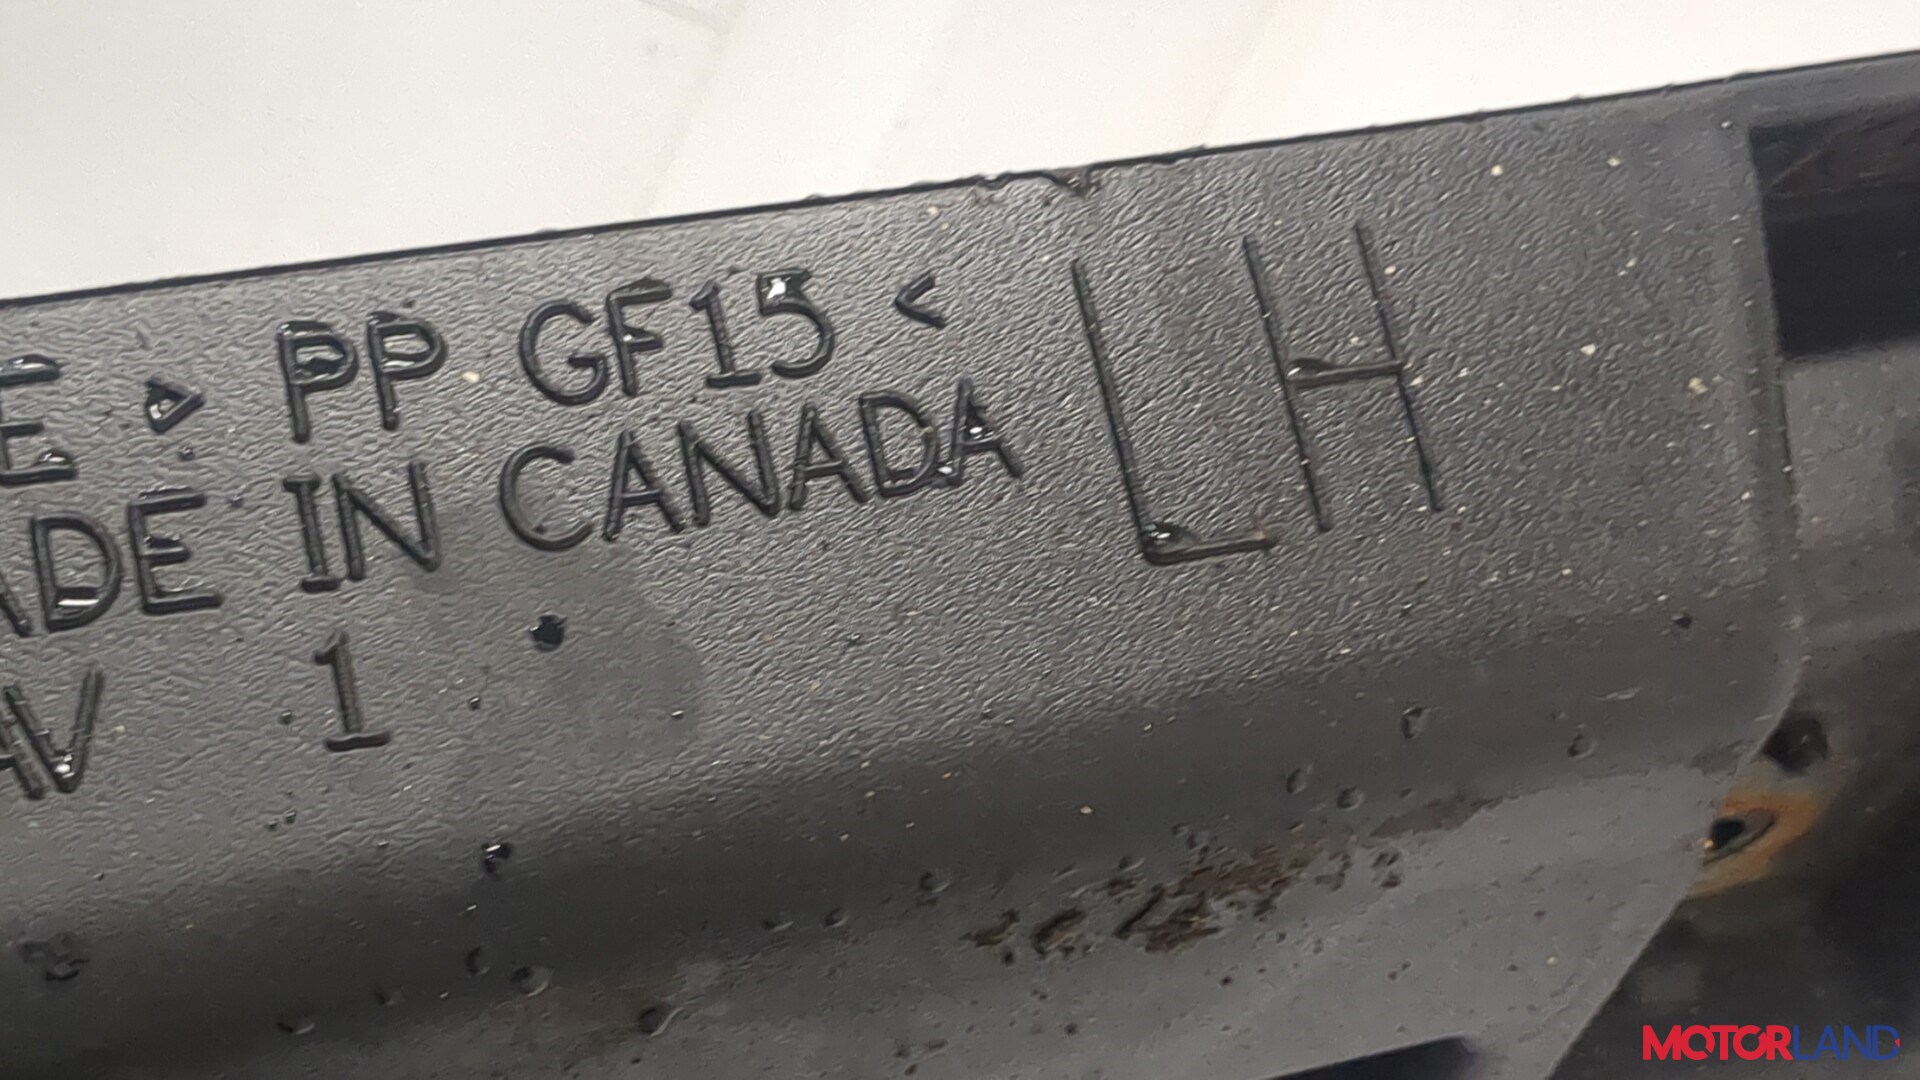 > PP GF15 <
IN CANADA
1
LH
MOTORLAND